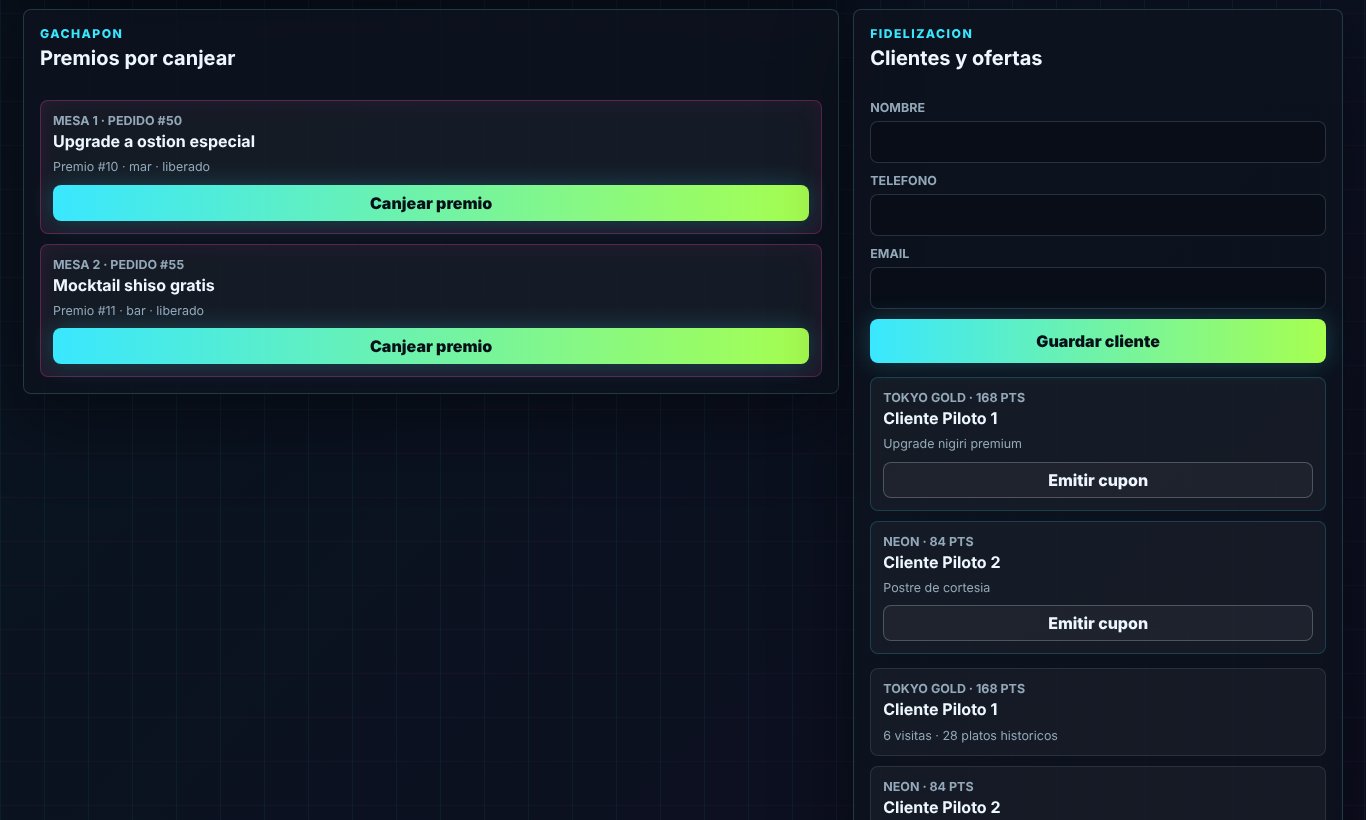 GACHAPON
Premios por canjear
MESA 1 · PEDIDO #50
Upgrade a ostion especial
Premio #10 · mar · liberado
Canjear premio
MESA 2 · PEDIDO #55
Mocktail shiso gratis
Premio #11 · bar · liberado
Canjear premio
FIDELIZACION
Clientes y ofertas
NOMBRE
TELEFONO
EMAIL
Guardar cliente
TOKYO GOLD · 168 PTS
Cliente Piloto 1
Upgrade nigiri premium
Emitir cupon
NEON · 84 PTS
Cliente Piloto 2
Postre de cortesia
Emitir cupon
TOKYO GOLD · 168 PTS
Cliente Piloto 1
6 visitas · 28 platos historicos
NEON · 84 PTS
Cliente Piloto 2